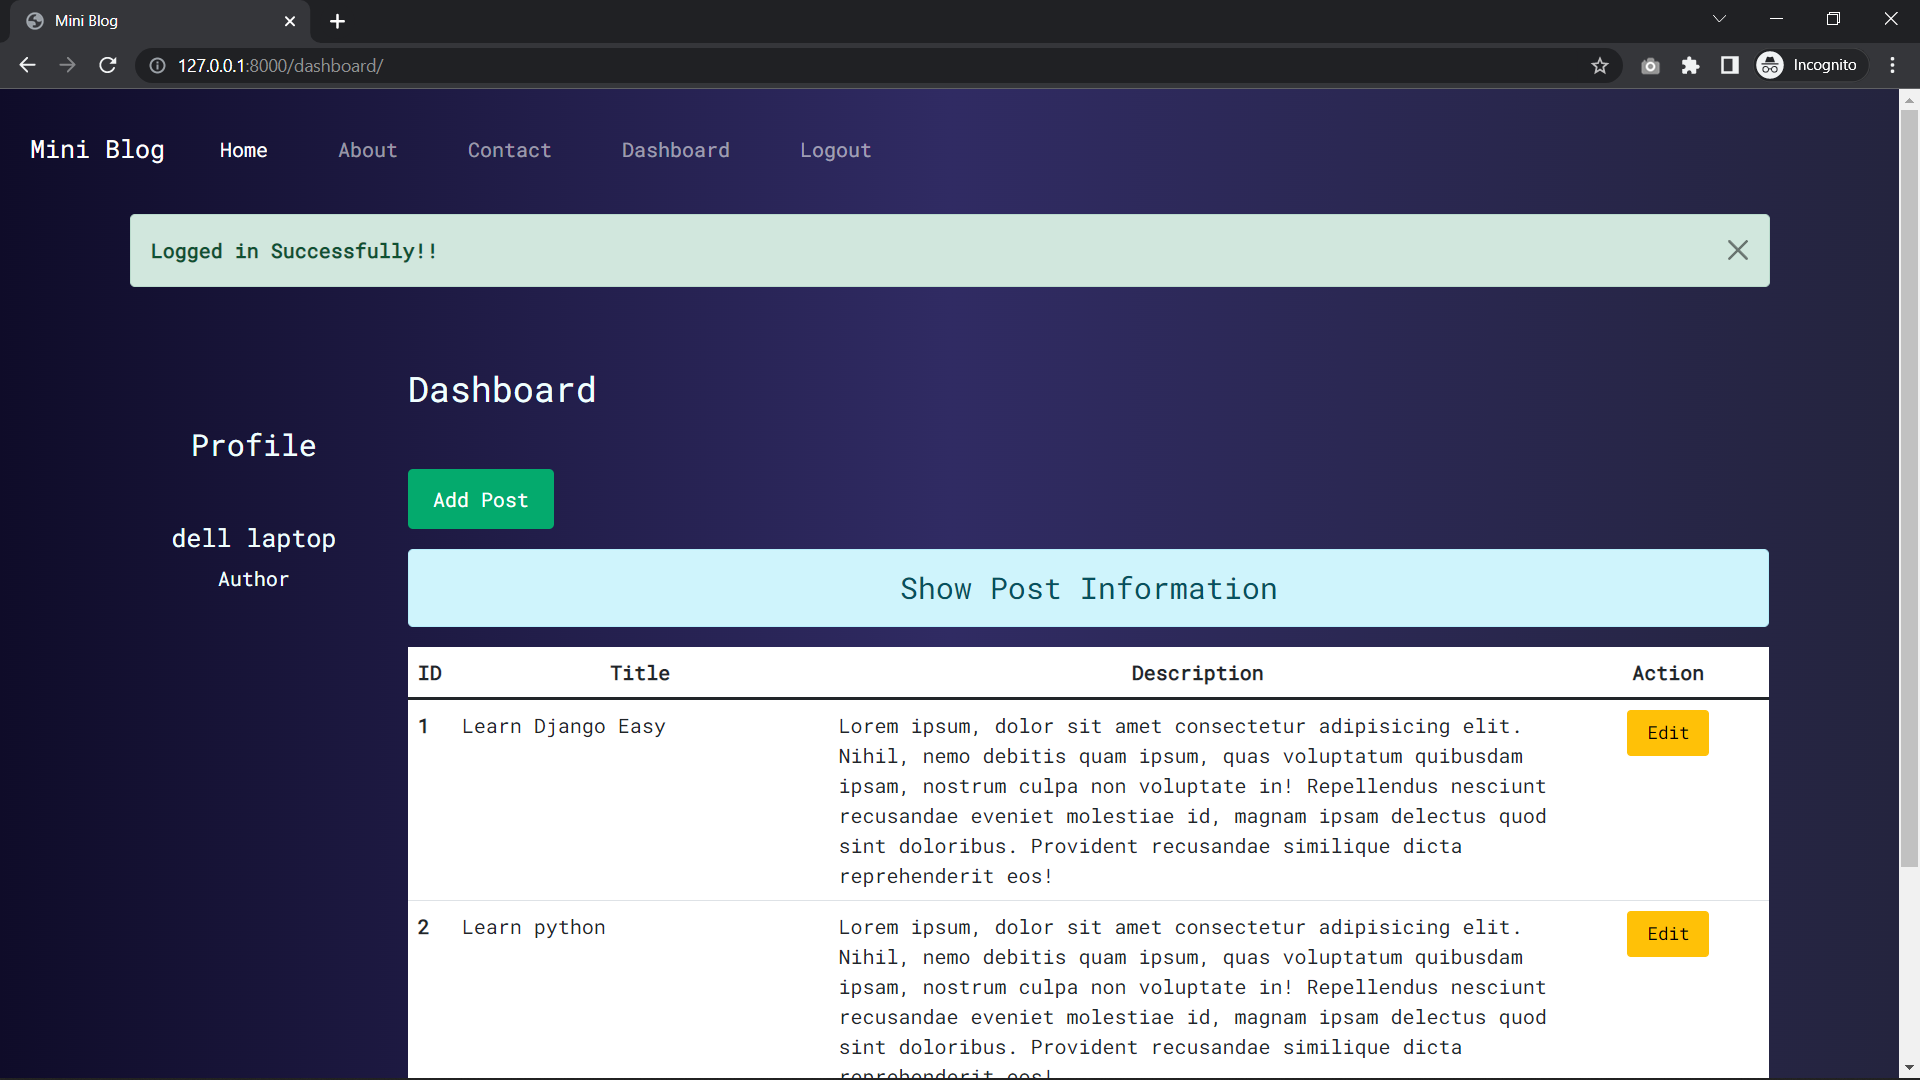 Mini Blog
127.0.0.1:8000/dashboard/
Incognito
Mini Blog Home About Contact Dashboard Logout
Logged in Successfully!!
Dashboard
Profile
Add Post
dell laptop
Author
Show Post Information
ID Title Description Action
1 Learn Django Easy Lorem ipsum, dolor sit amet consectetur adipisicing elit. Edit
Nihil, nemo debitis quam ipsum, quas voluptatum quibusdam
ipsam, nostrum culpa non voluptate in! Repellendus nesciunt
recusandae eveniet molestiae id, magnam ipsam delectus quod
sint doloribus. Provident recusandae similique dicta
reprehenderit eos!
2 Learn python Lorem ipsum, dolor sit amet consectetur adipisicing elit. Edit
Nihil, nemo debitis quam ipsum, quas voluptatum quibusdam
ipsam, nostrum culpa non voluptate in! Repellendus nesciunt
recusandae eveniet molestiae id, magnam ipsam delectus quod
sint doloribus. Provident recusandae similique dicta
reprehenderit eos!